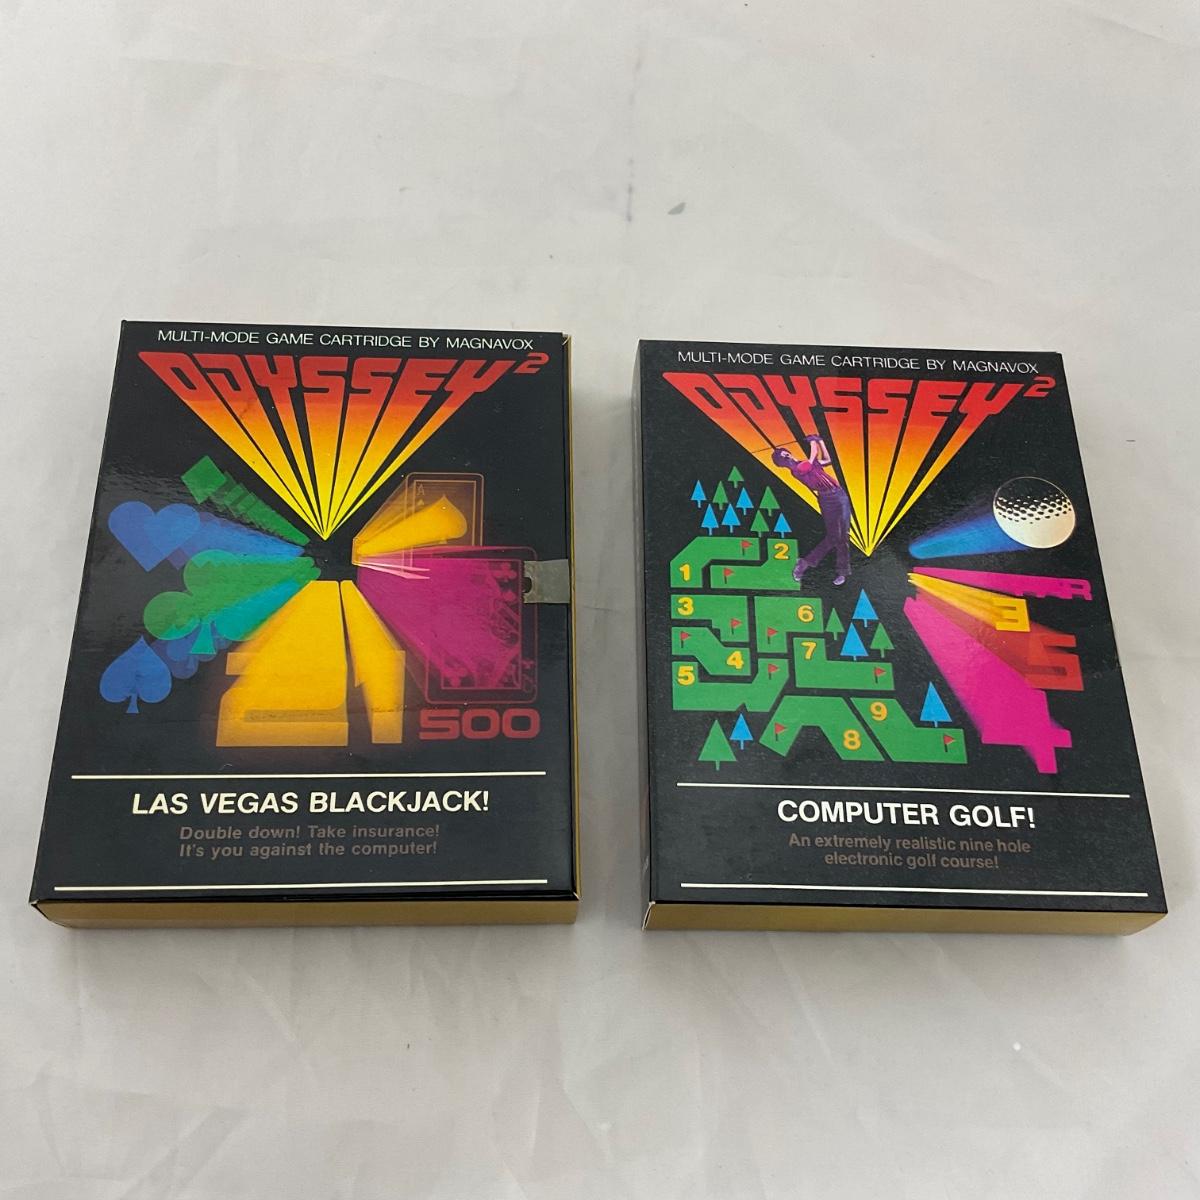 MULTI-MODE GAME CARTRIDGE BY MAGNAVOX
ODYSSEY2
A
21
500
LAS VEGAS BLACKJACK!
Double down! Take insurance!
It's you against the computer!
MULTI-MODE GAME CARTRIDGE BY MAGNAVOX
ODYSSEY2
1
2
3
6
4
7
5
9
8
PAR
3
5
4
COMPUTER GOLF!
An extremely realistic nine hole
electronic golf course!